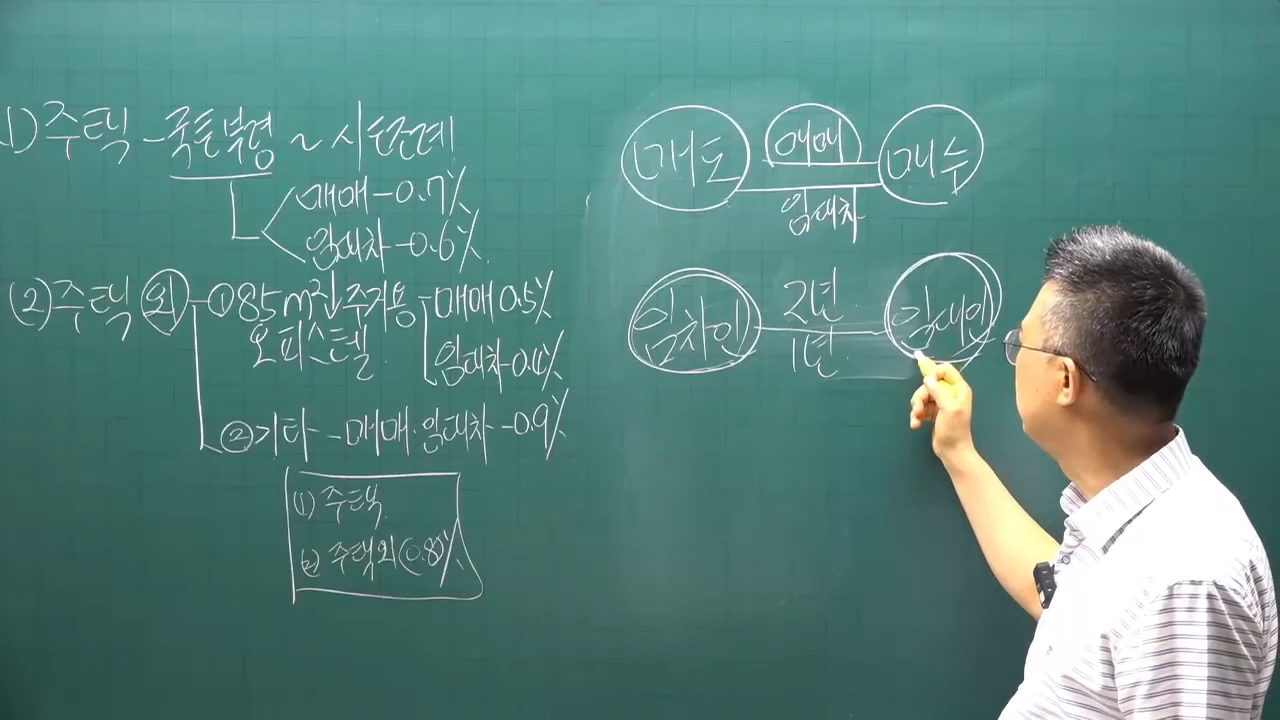 1) 주택 - 국토부령 ~ 시·도조례
매매 - 0.7%
임대차 - 0.6%
(2) 주택 외 - ① 85㎡ 주거용 - 매매 0.5%
오피스텔 임대차 - 0.4%
② 기타 - 매매·임대차 - 0.9%
(1) 주택
(2) 주택외 (0.8)%
매도 매매 매수
임대차
임차인 2년 임대인
1년